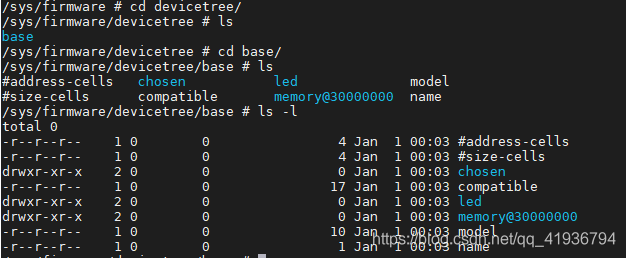 /sys/firmware # cd devicetree/
/sys/firmware/devicetree # ls
base
/sys/firmware/devicetree # cd base/
/sys/firmware/devicetree/base # ls
#address-cells chosen led model
#size-cells compatible memory@30000000 name
/sys/firmware/devicetree/base # ls -l
total 0
-r--r--r-- 1 0 0 4 Jan 1 00:03 #address-cells
-r--r--r-- 1 0 0 4 Jan 1 00:03 #size-cells
drwxr-xr-x 2 0 0 0 Jan 1 00:03 chosen
-r--r--r-- 1 0 0 17 Jan 1 00:03 compatible
drwxr-xr-x 2 0 0 0 Jan 1 00:03 led
drwxr-xr-x 2 0 0 0 Jan 1 00:03 memory@30000000
-r--r--r-- 1 0 0 10 Jan 1 00:03 model
-r--r--r-- 1 0 0 1 Jan 1 00:03 name
/sys/firmware/devicetree/base #
https://blog.csdn.net/qq_41936794